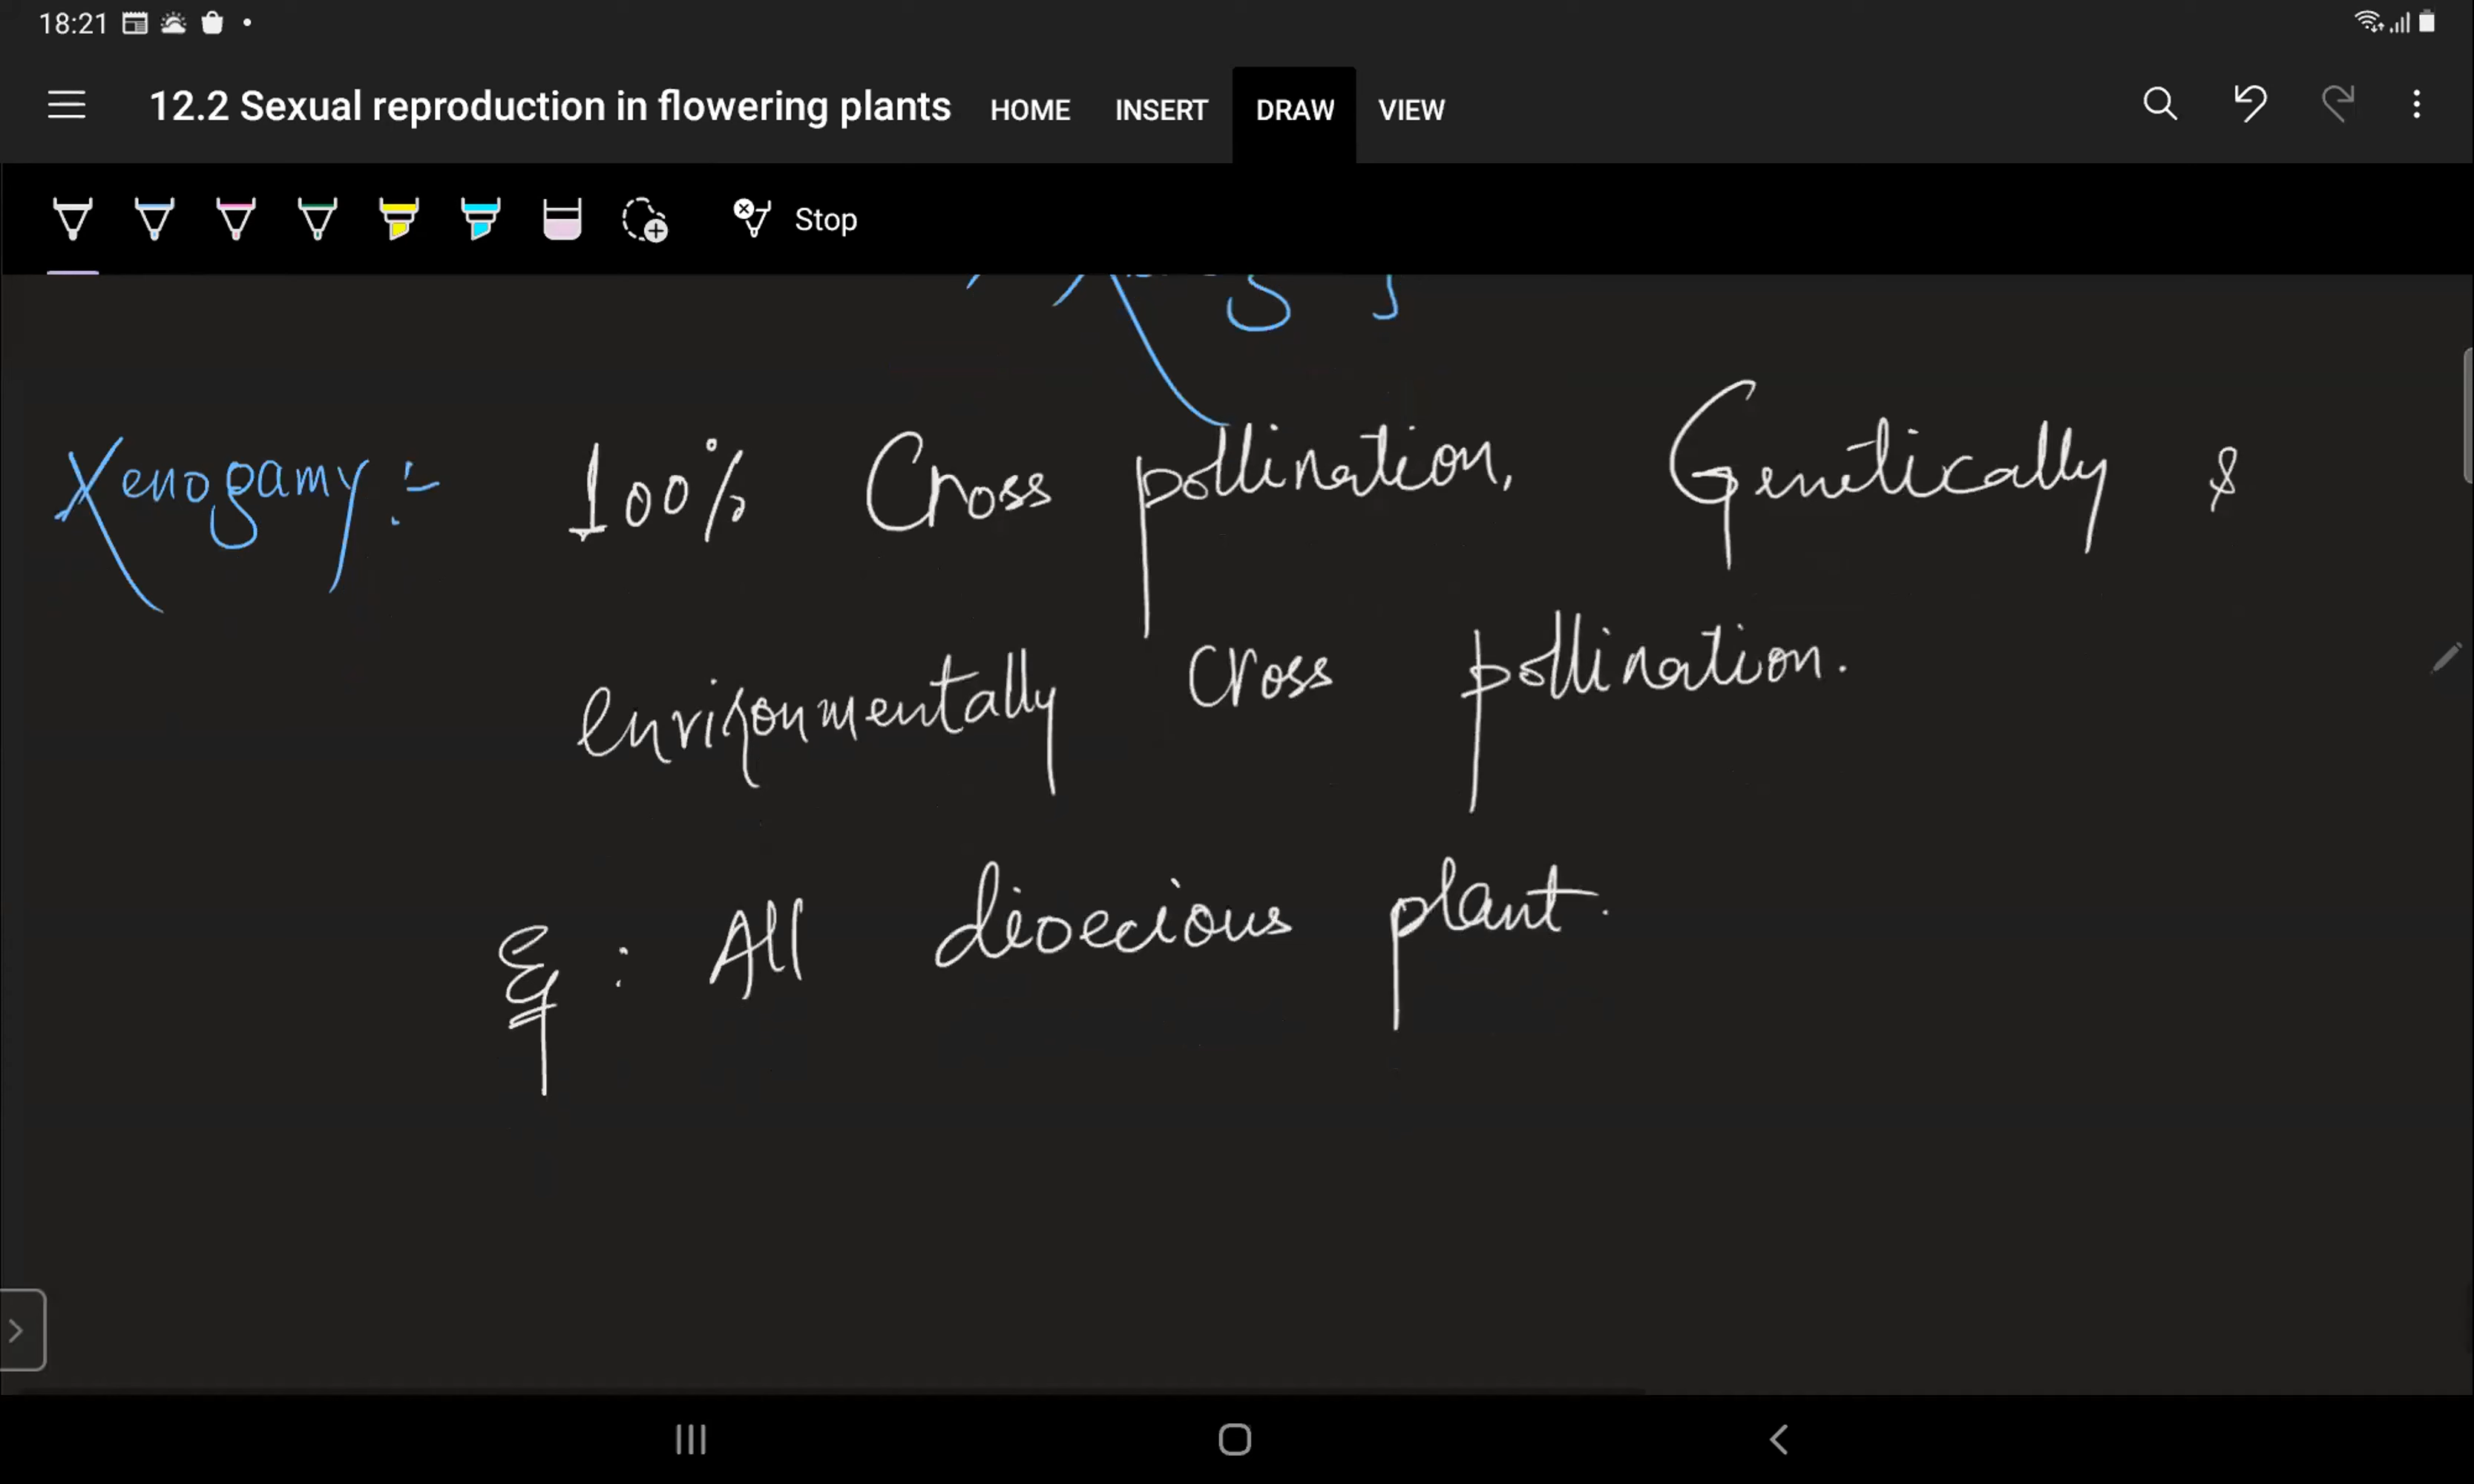 18:21
12.2 Sexual reproduction in flowering plants HOME INSERT DRAW VIEW
Stop
Xenogamy :- 100% Cross pollination, Genetically &
environmentally cross pollination.
Eg : All dioecious plant.